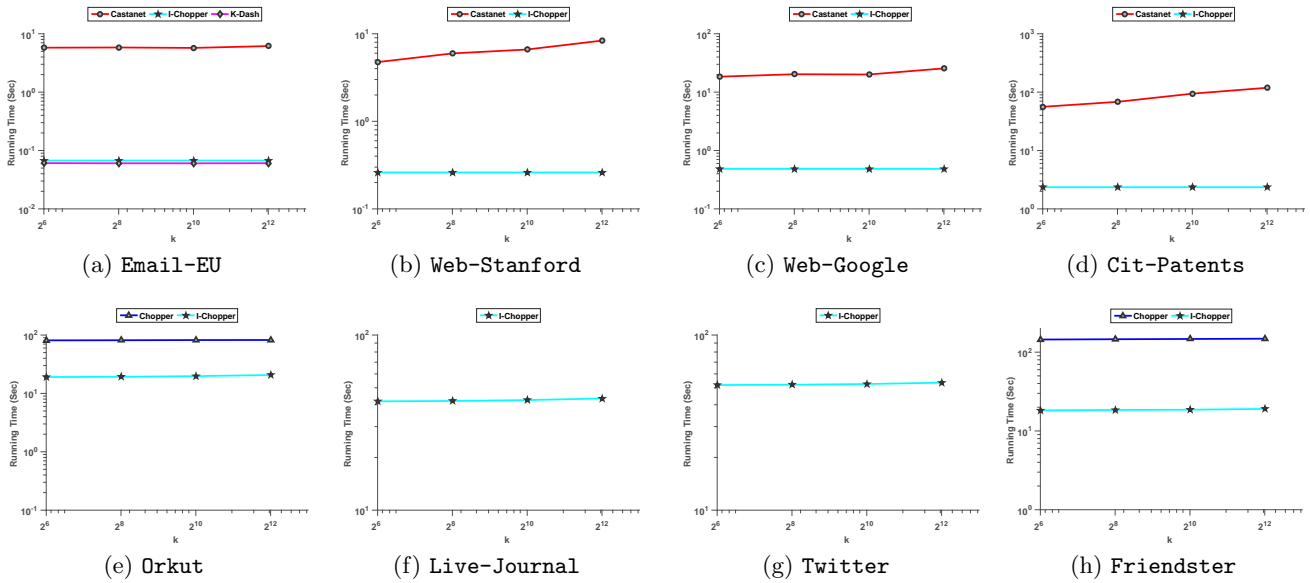 Castanet I-Chopper K-Dash
10^1
10^0
10^-1
10^-2
Running Time (Sec)
2^6 2^8 2^10 2^12
k
(a) Email-EU
Castanet I-Chopper
10^1
10^0
10^-1
Running Time (Sec)
2^6 2^8 2^10 2^12
k
(b) Web-Stanford
Castanet I-Chopper
10^2
10^1
10^0
10^-1
Running Time (Sec)
2^6 2^8 2^10 2^12
k
(c) Web-Google
Castanet I-Chopper
10^3
10^2
10^1
10^0
Running Time (Sec)
2^6 2^8 2^10 2^12
k
(d) Cit-Patents
Chopper I-Chopper
10^2
10^1
10^0
10^-1
Running Time (Sec)
2^6 2^8 2^10 2^12
k
(e) Orkut
I-Chopper
10^2
10^1
Running Time (Sec)
2^6 2^8 2^10 2^12
k
(f) Live-Journal
I-Chopper
10^2
10^1
Running Time (Sec)
2^6 2^8 2^10 2^12
k
(g) Twitter
Chopper I-Chopper
10^2
10^1
10^0
Running Time (Sec)
2^6 2^8 2^10 2^12
k
(h) Friendster